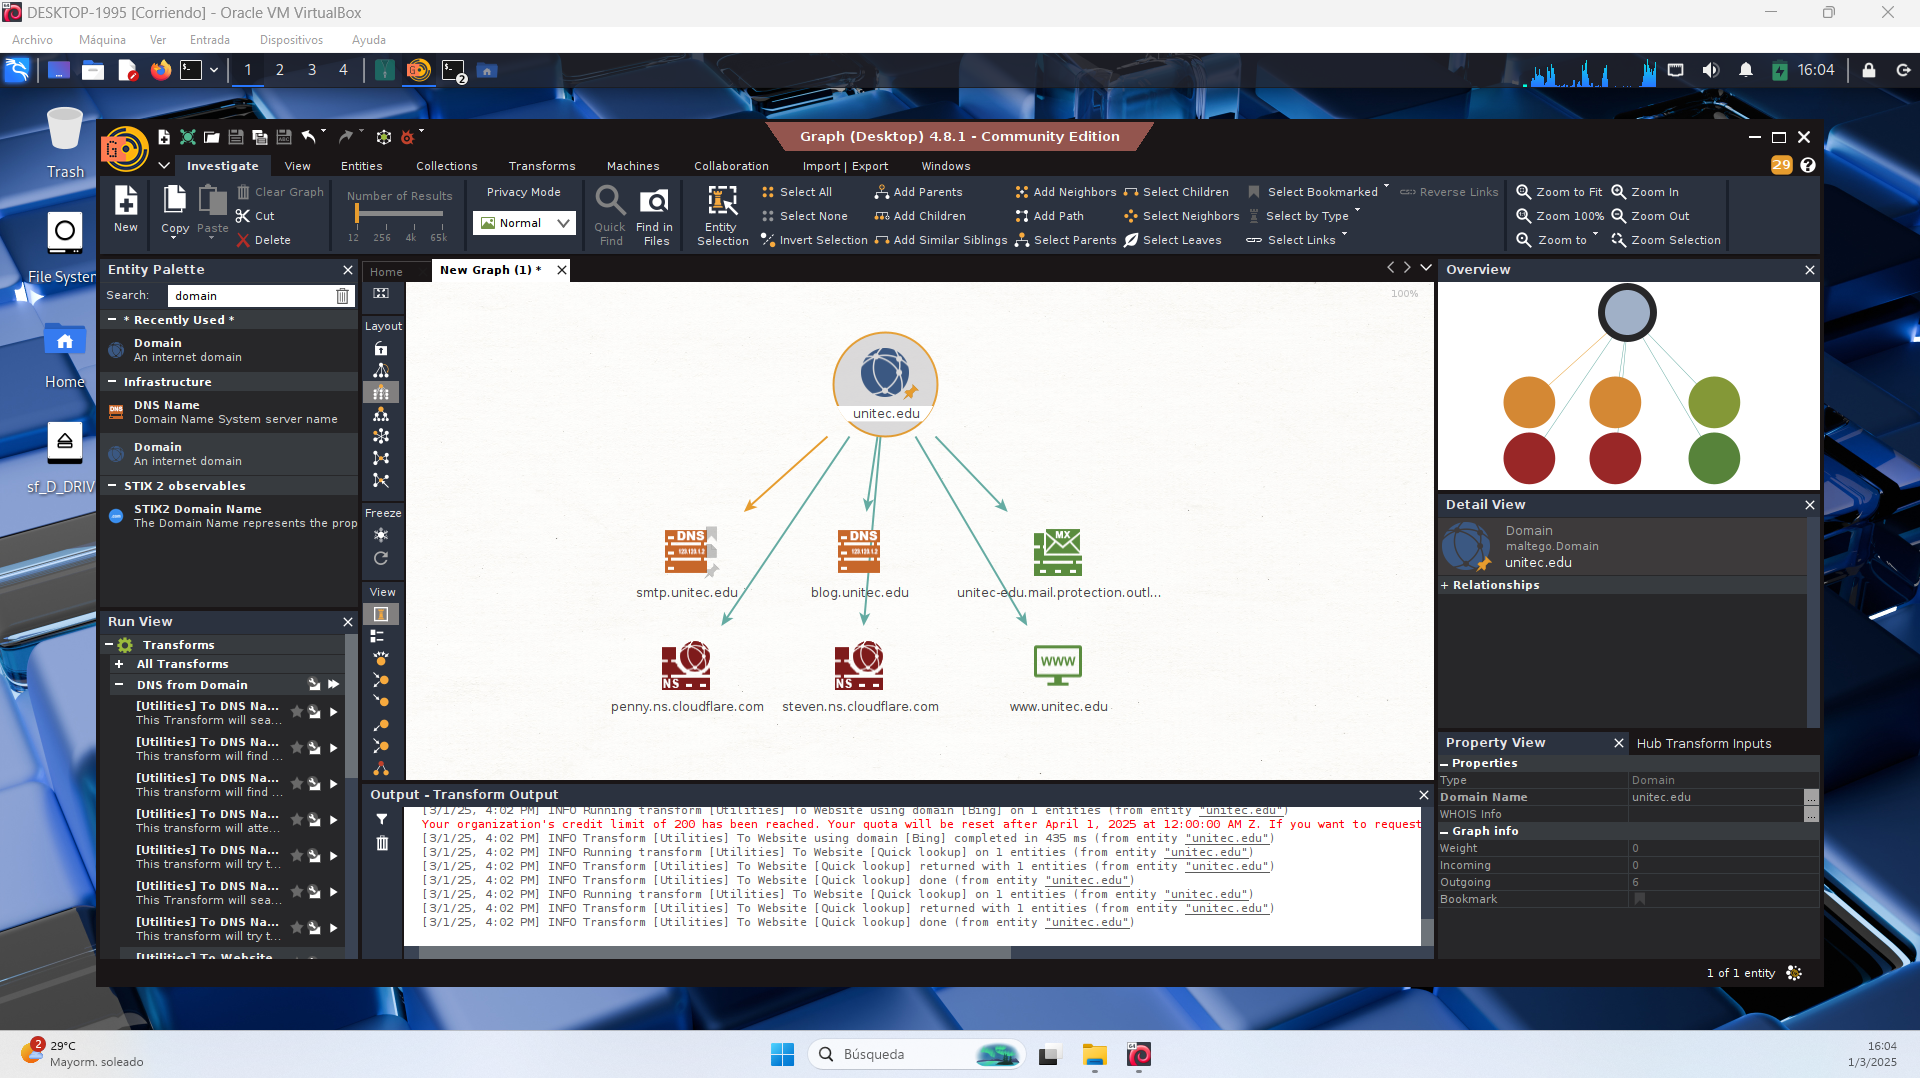 DESKTOP-1995 [Corriendo] - Oracle VM VirtualBox
Archivo Máquina Ver Entrada Dispositivos Ayuda
1 2 3 4 2 16:04
Trash
File System
Home
sf_D_DRIV
Graph (Desktop) 4.8.1 - Community Edition
Investigate View Entities Collections Transforms Machines Collaboration Import | Export Windows 29
New
Copy
Paste
Clear Graph
Cut
Delete
Number of Results
12 256 4k 65k
Privacy Mode
Normal
Quick Find
Find in Files
Entity Selection
Select All
Select None
Invert Selection
Add Parents
Add Children
Add Similar Siblings
Add Neighbors
Add Path
Select Parents
Select Children
Select Neighbors
Select Leaves
Select Bookmarked
Select by Type
Select Links
Reverse Links
Zoom to Fit
Zoom 100%
Zoom to
Zoom In
Zoom Out
Zoom Selection
Entity Palette
Search: domain
* Recently Used *
Domain
An internet domain
Infrastructure
DNS Name
Domain Name System server name
Domain
An internet domain
STIX 2 observables
STIX2 Domain Name
The Domain Name represents the prop
Run View
Transforms
All Transforms
DNS from Domain
[Utilities] To DNS Na...
This Transform will sea...
[Utilities] To DNS Na...
This transform will find ...
[Utilities] To DNS Na...
This transform will find ...
[Utilities] To DNS Na...
This transform will atte...
[Utilities] To DNS Na...
This transform will try t...
[Utilities] To DNS Na...
This Transform will sea...
[Utilities] To DNS Na...
This transform will try t...
[Utilities] To Website
Home New Graph (1) *
Layout
Freeze
View
100%
unitec.edu
DNS
smtp.unitec.edu
DNS
blog.unitec.edu
MX
unitec-edu.mail.protection.outl...
NS
penny.ns.cloudflare.com
NS
steven.ns.cloudflare.com
WWW
www.unitec.edu
Output - Transform Output
[3/1/25, 4:02 PM] INFO Running transform [Utilities] To Website using domain [Bing] on 1 entities (from entity "unitec.edu")
Your organization's credit limit of 200 has been reached. Your quota will be reset after April 1, 2025 at 12:00:00 AM Z. If you want to request
[3/1/25, 4:02 PM] INFO Transform [Utilities] To Website using domain [Bing] completed in 435 ms (from entity "unitec.edu")
[3/1/25, 4:02 PM] INFO Running transform [Utilities] To Website [Quick lookup] on 1 entities (from entity "unitec.edu")
[3/1/25, 4:02 PM] INFO Transform [Utilities] To Website [Quick lookup] returned with 1 entities (from entity "unitec.edu")
[3/1/25, 4:02 PM] INFO Transform [Utilities] To Website [Quick lookup] done (from entity "unitec.edu")
[3/1/25, 4:02 PM] INFO Running transform [Utilities] To Website [Quick lookup] on 1 entities (from entity "unitec.edu")
[3/1/25, 4:02 PM] INFO Transform [Utilities] To Website [Quick lookup] returned with 1 entities (from entity "unitec.edu")
[3/1/25, 4:02 PM] INFO Transform [Utilities] To Website [Quick lookup] done (from entity "unitec.edu")
Overview
Detail View
Domain
maltego.Domain
unitec.edu
Relationships
Property View Hub Transform Inputs
Properties
Type Domain
Domain Name unitec.edu
WHOIS Info
Graph info
Weight 0
Incoming 0
Outgoing 6
Bookmark
1 of 1 entity
2
29°C
Mayorm. soleado
Búsqueda
16:04
1/3/2025